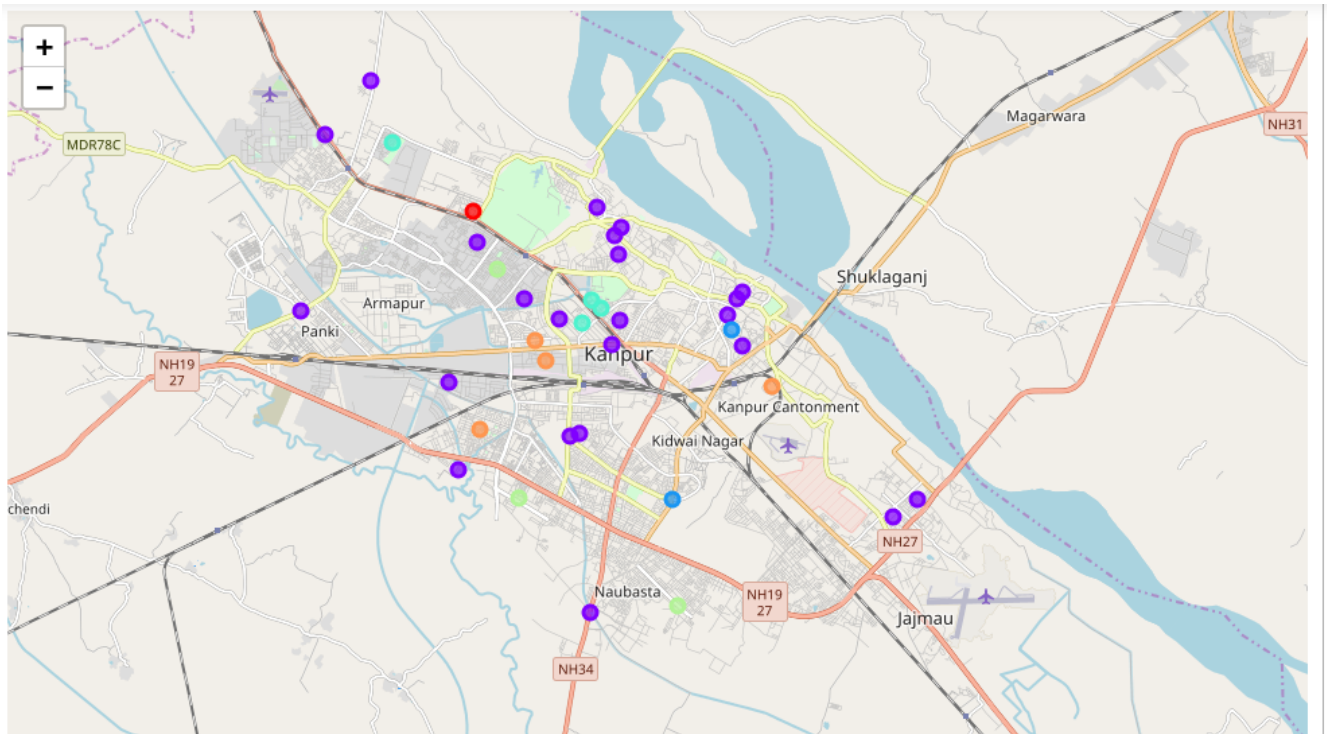 +
−
MDR78C
Magarwara
NH31
Shuklaganj
Armapur
Panki
Kanpur
NH19
27
Kanpur Cantonment
Kidwai Nagar
chendi
NH27
Naubasta
NH19
27
Jajmau
NH34